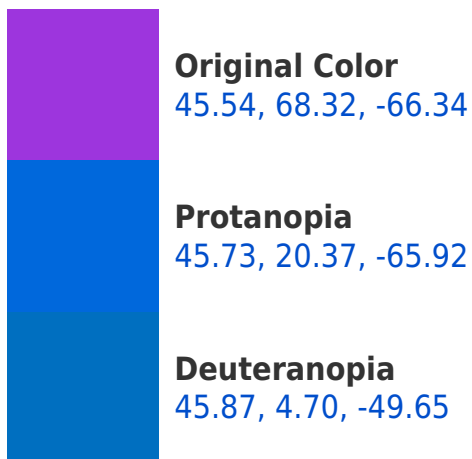 Original Color
45.54, 68.32, -66.34
Protanopia
45.73, 20.37, -65.92
Deuteranopia
45.87, 4.70, -49.65